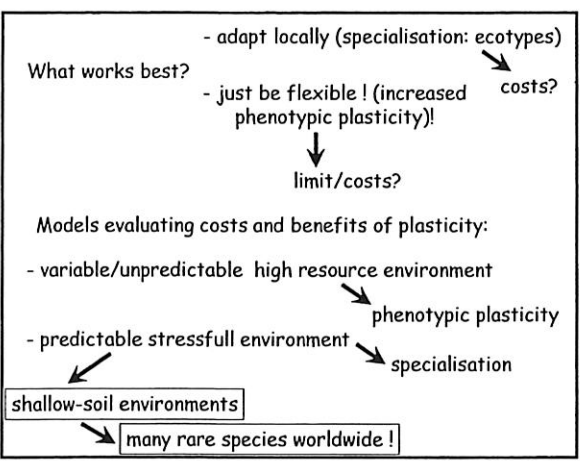 - adapt locally (specialisation: ecotypes)
What works best?
costs?
- just be flexible ! (increased
phenotypic plasticity)!
limit/costs?
Models evaluating costs and benefits of plasticity:
- variable/unpredictable high resource environment
phenotypic plasticity
- predictable stressfull environment
specialisation
shallow-soil environments
many rare species worldwide !